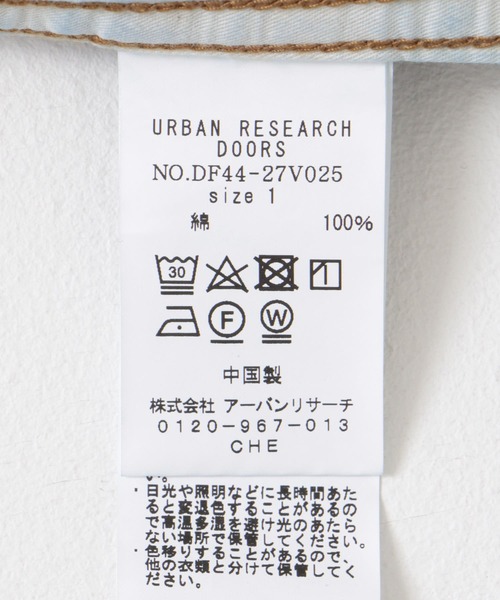 URBAN RESEARCH
DOORS
NO.DF44-27V025
size 1
綿 100%
30
F W
中国製
株式会社 アーバンリサーチ
0120-967-013
CHE
い。
・日光や照明などに長時間あた
ると変退色することがあるの
で高温多湿を避け光のあたら
ない場所で保管してください。
・色移りすることがあるので、
他の衣類と分けて保管してく
ださい。